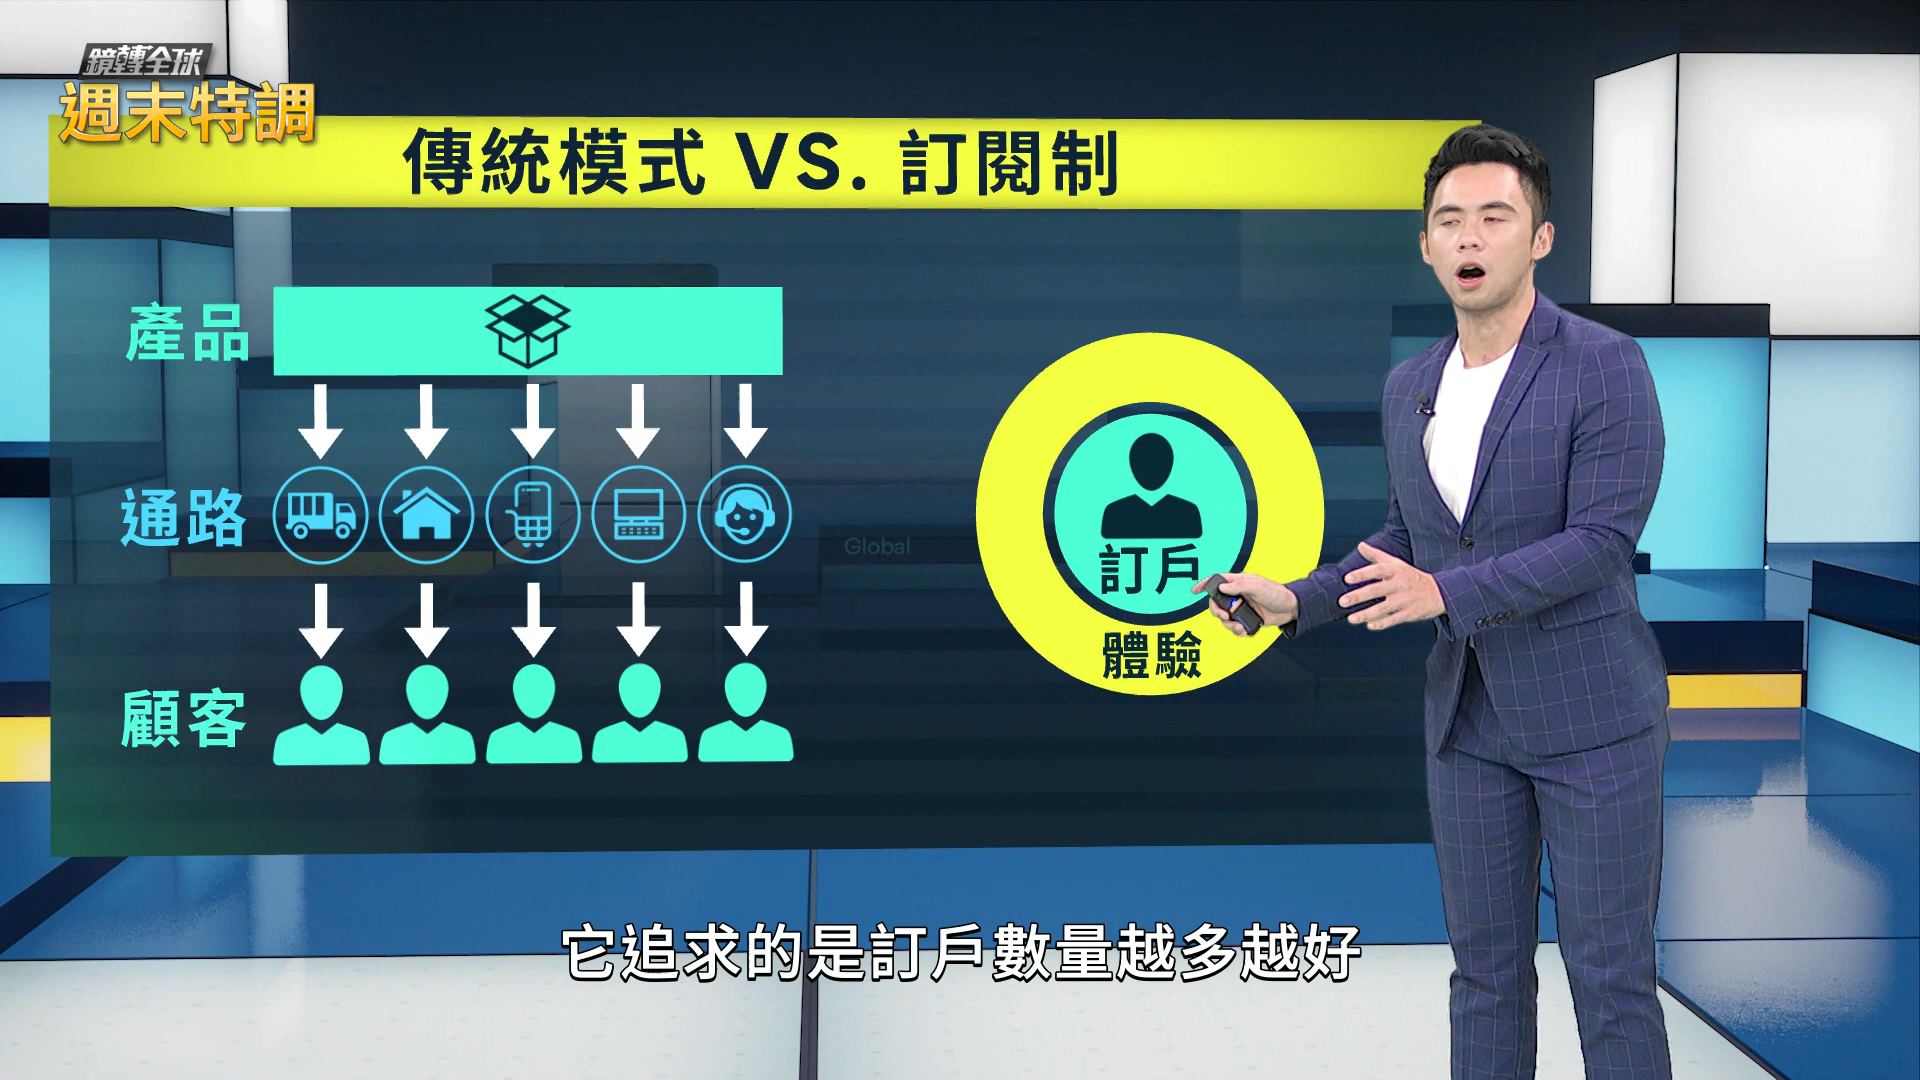 鏡轉全球
週末特調
傳統模式 VS. 訂閱制
產品
通路
顧客
Global
訂戶
體驗
它追求的是訂戶數量越多越好